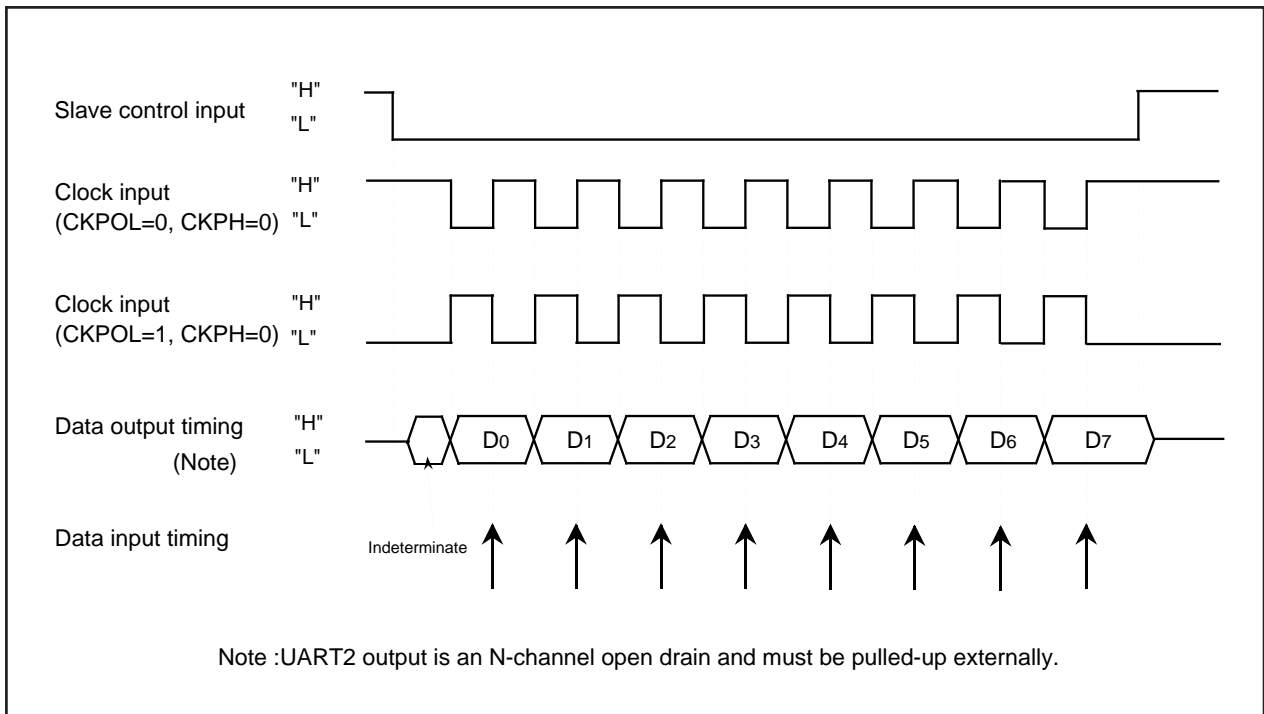 Slave control input
"H"
"L"
Clock input
(CKPOL=0, CKPH=0)
"H"
"L"
Clock input
(CKPOL=1, CKPH=0)
"H"
"L"
Data output timing
(Note)
"H"
"L"
D0 D1 D2 D3 D4 D5 D6 D7
Data input timing
Indeterminate
Note :UART2 output is an N-channel open drain and must be pulled-up externally.